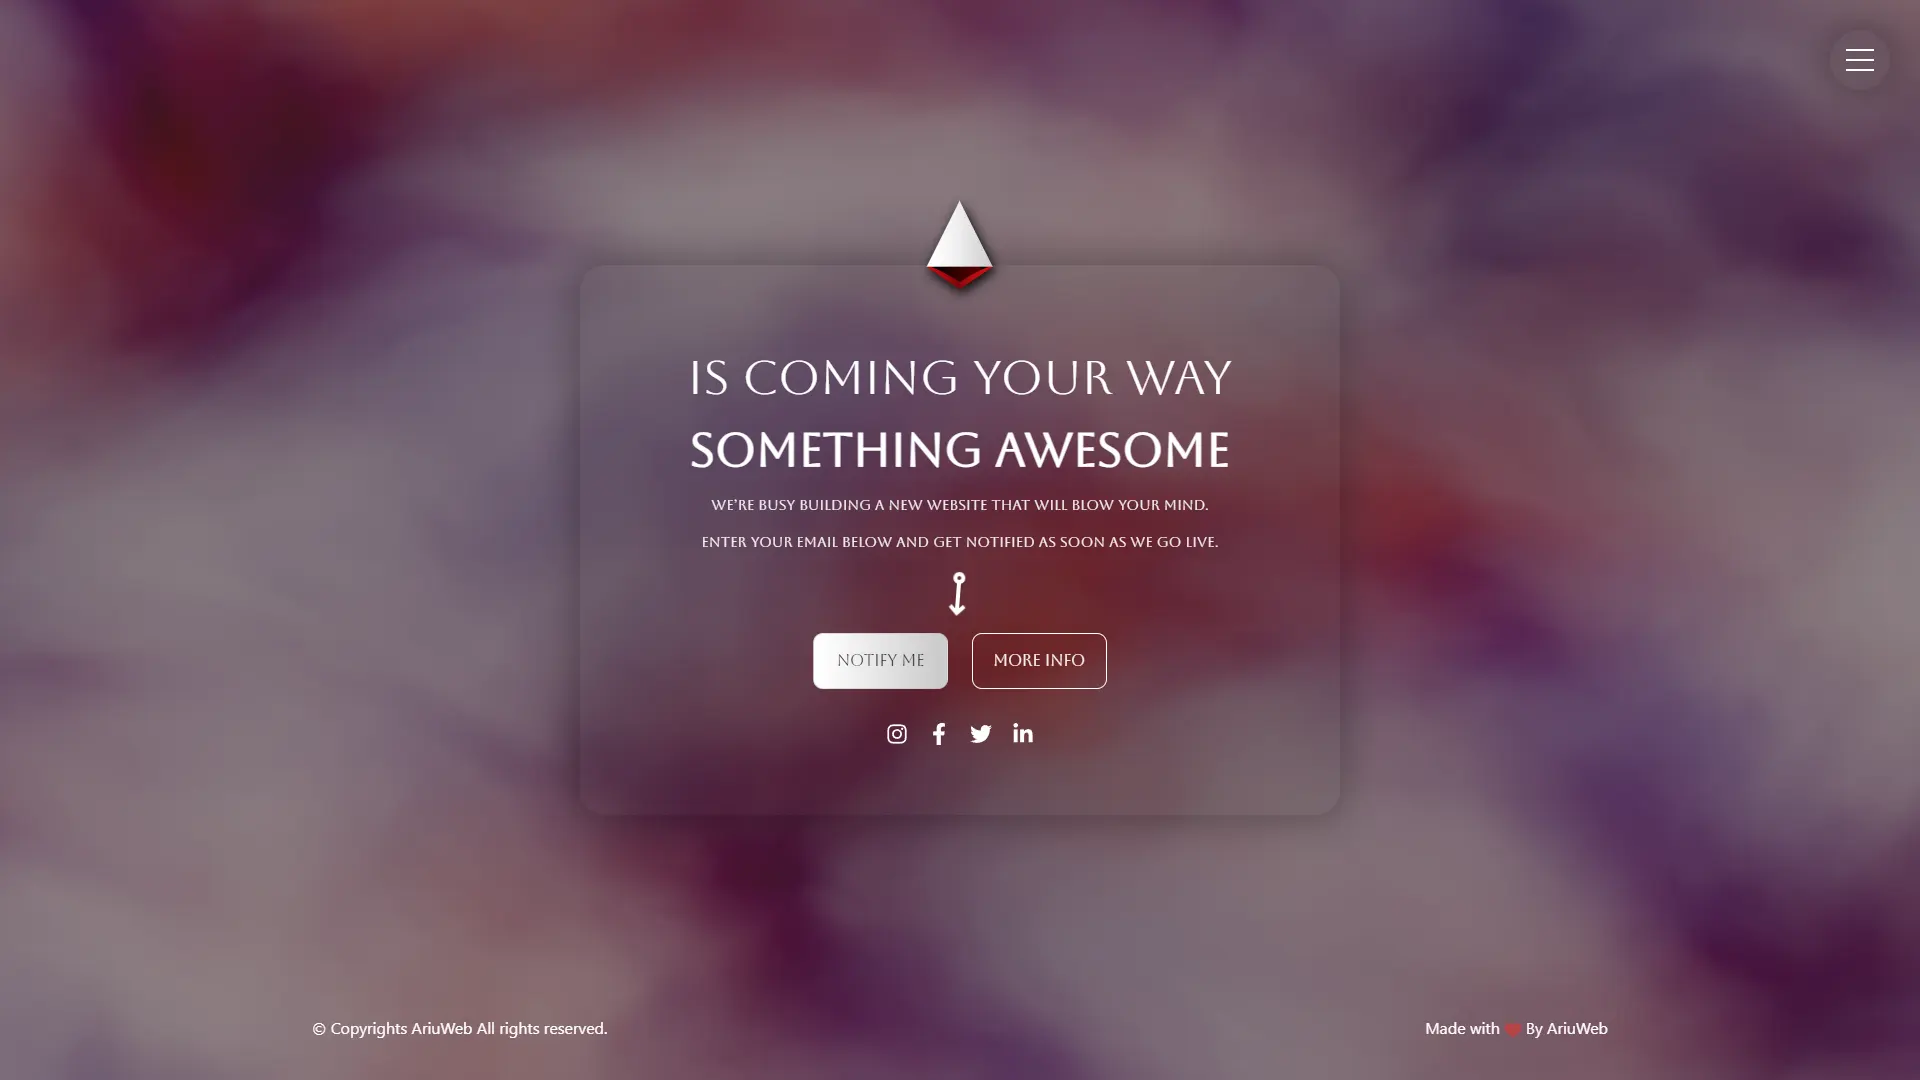 IS COMING YOUR WAY
SOMETHING AWESOME
WE'RE BUSY BUILDING A NEW WEBSITE THAT WILL BLOW YOUR MIND.
ENTER YOUR EMAIL BELOW AND GET NOTIFIED AS SOON AS WE GO LIVE.
NOTIFY ME
MORE INFO
© Copyrights AriuWeb All rights reserved.
Made with ❤ By AriuWeb